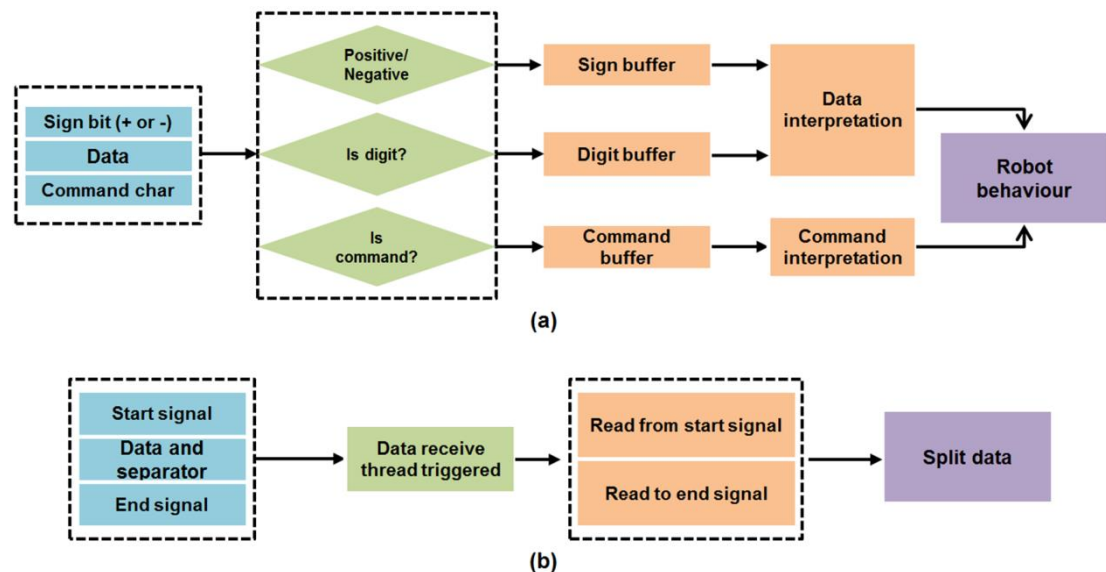 Positive/
Negative
Sign buffer
Data
interpretation
Sign bit (+ or -)
Data
Command char
Is digit?
Digit buffer
Robot
behaviour
Is
command?
Command
buffer
Command
interpretation
(a)
Start signal
Data and
separator
End signal
Data receive
thread triggered
Read from start signal
Read to end signal
Split data
(b)